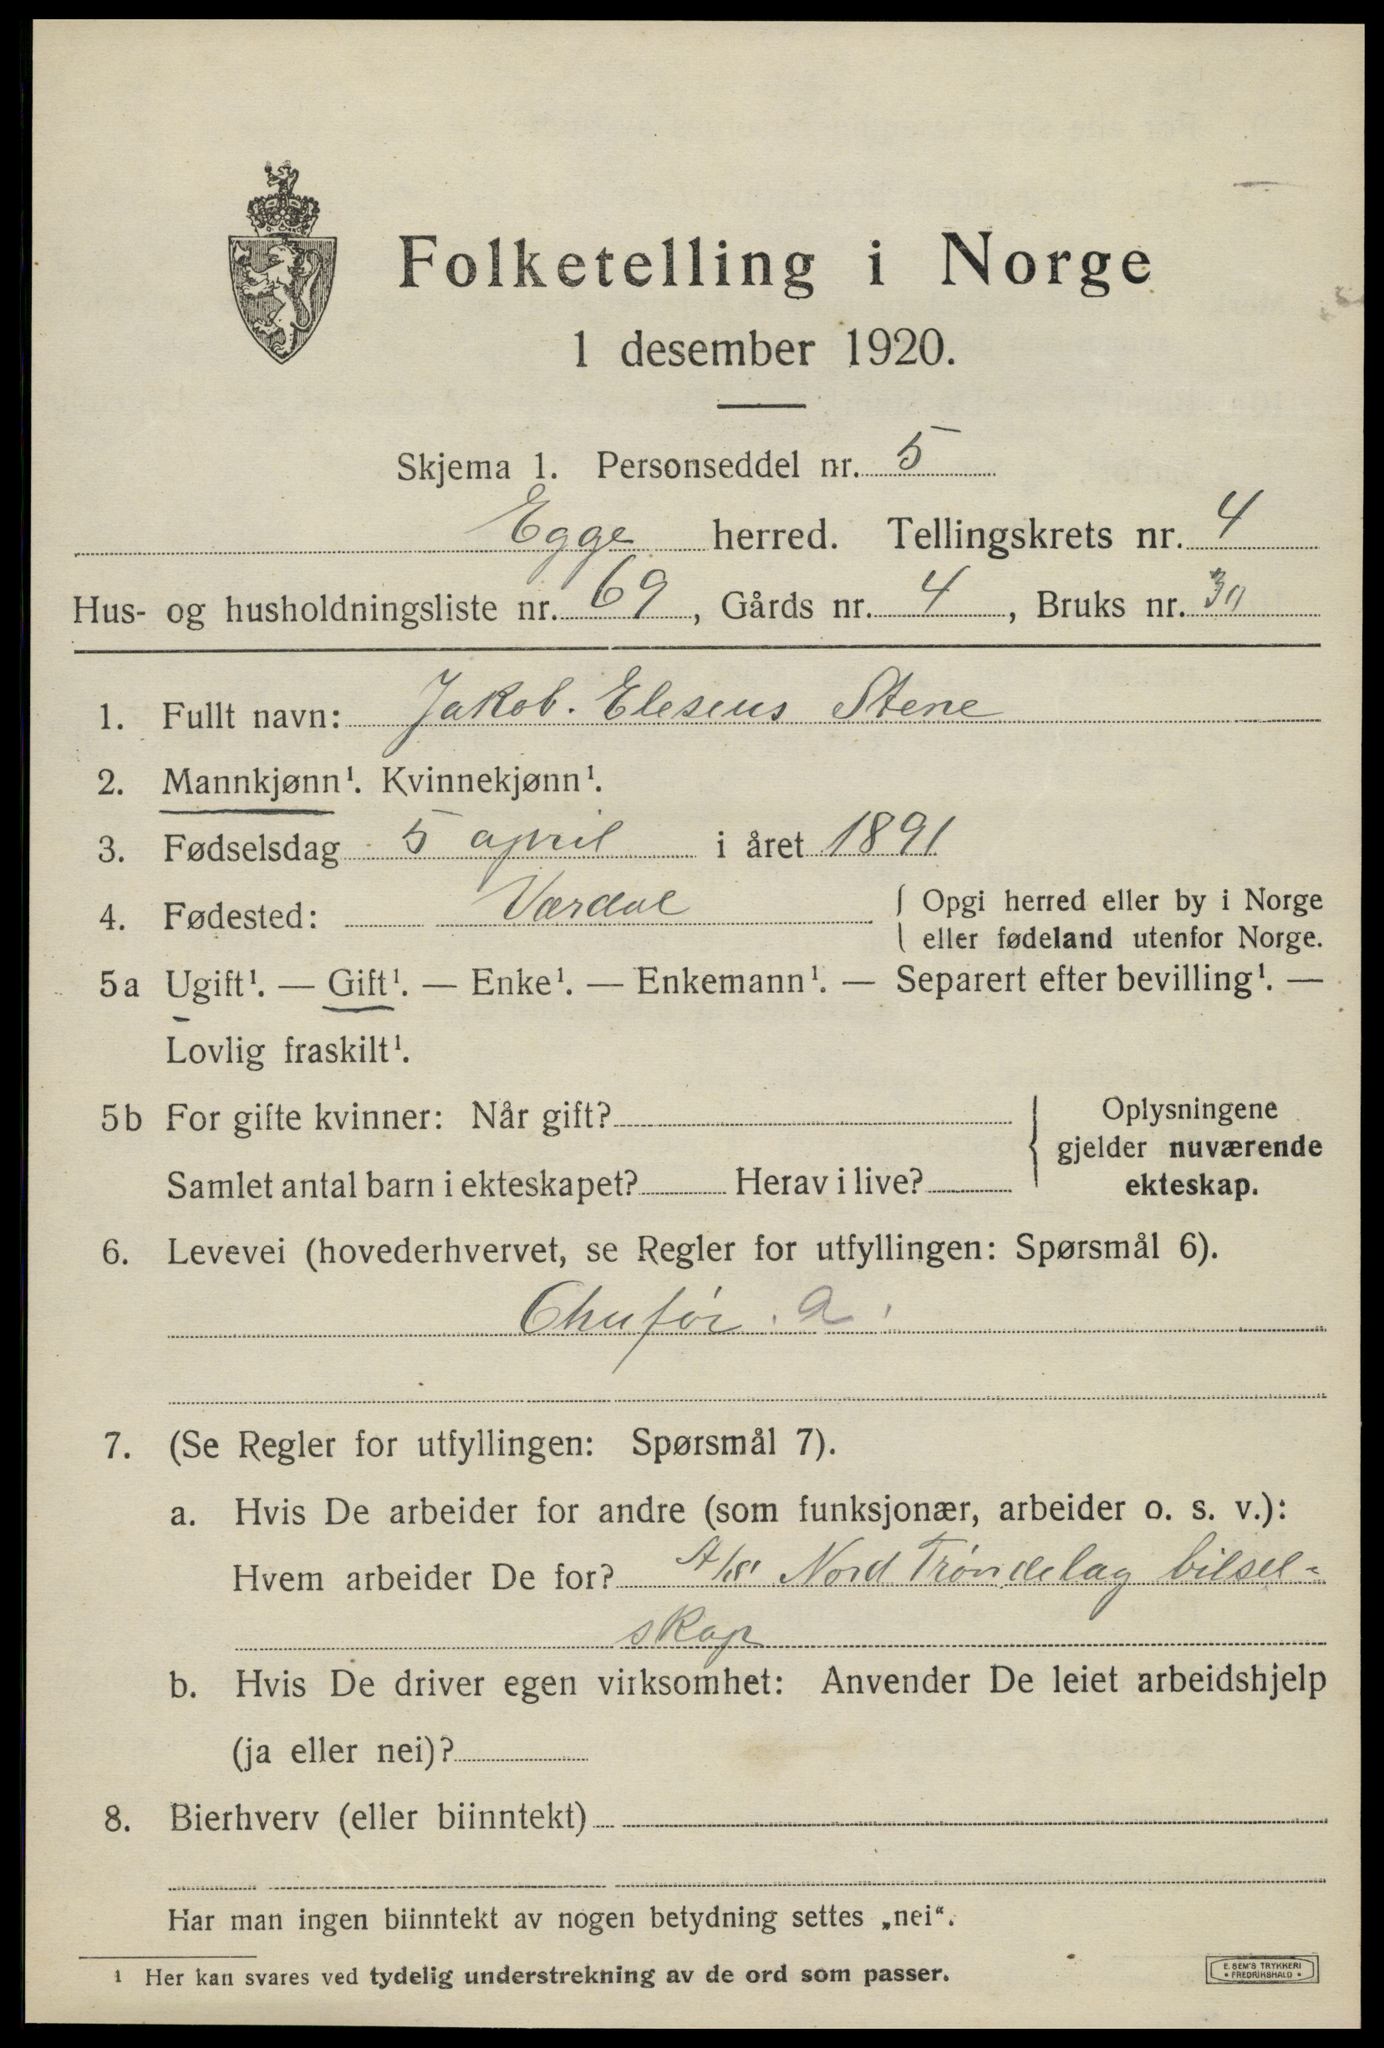 Folketelling i Norge
1 desember 1920.
Skjema 1. Personseddel nr. 5
Egge herred. Tellingskrets nr. 4
Hus- og husholdningsliste nr. 69, Gårds nr. 4, Bruks nr.
1. Fullt navn: Jakob. Eleseus Stene
2. Mannkjønn¹. Kvinnekjønn¹.
3. Fødselsdag 5 april i året 1891
4. Fødested: Værdal { Opgi herred eller by i Norge
eller fødeland utenfor Norge.
5a Ugift¹. — Gift¹. — Enke¹. — Enkemann¹. — Separert efter bevilling¹. —
Lovlig fraskilt¹.
5b For gifte kvinner: Når gift? { Oplysningene
gjelder nuværende
Samlet antal barn i ekteskapet? Herav i live? ekteskap.
6. Levevei (hovederhvervet, se Regler for utfyllingen: Spørsmål 6).
Chufør. a.
7. (Se Regler for utfyllingen: Spørsmål 7).
a. Hvis De arbeider for andre (som funksjonær, arbeider o. s. v.):
Hvem arbeider De for? A/s Nord Trøndelag bilsel-
skap
b. Hvis De driver egen virksomhet: Anvender De leiet arbeidshjelp
(ja eller nei)?
8. Bierhverv (eller biinntekt)
Har man ingen biinntekt av nogen betydning settes „nei“.
¹ Her kan svares ved tydelig understrekning av de ord som passer.
E. SEM'S TRYKKERI
• FREDRIKSHALD •